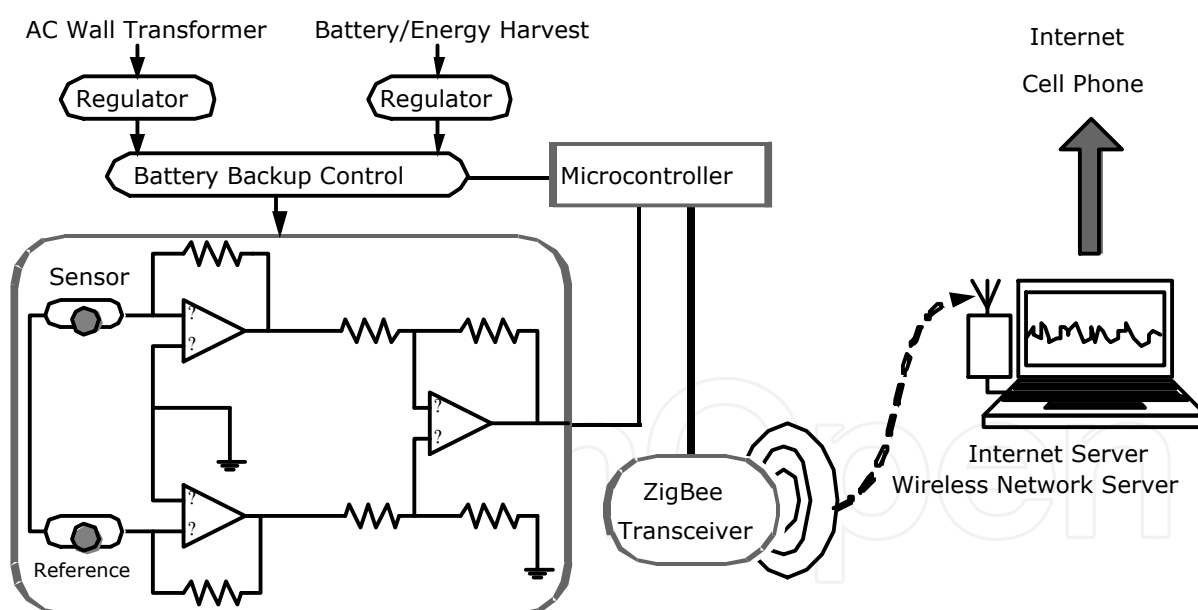 AC Wall Transformer
Battery/Energy Harvest
Internet
Cell Phone
Regulator
Regulator
Battery Backup Control
Microcontroller
Sensor
?
?
?
?
?
?
Reference
ZigBee
Transceiver
Internet Server
Wireless Network Server